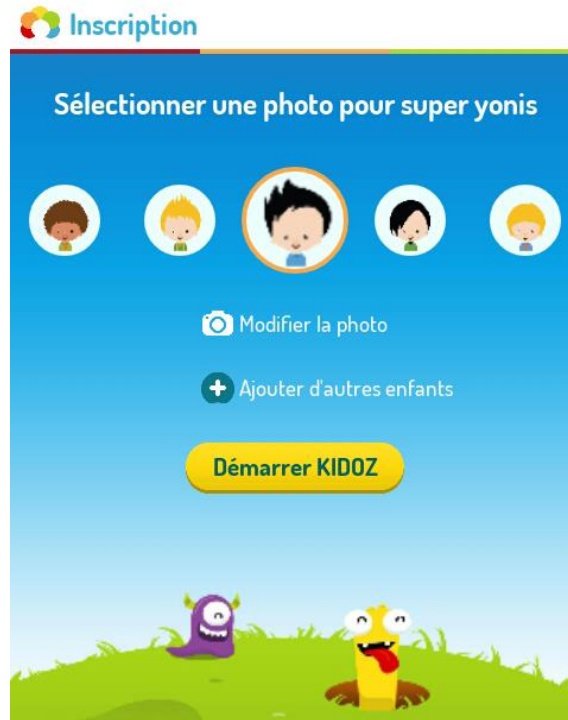 Inscription
Sélectionner une photo pour super yonis
Modifier la photo
Ajouter d'autres enfants
Démarrer KIDOZ